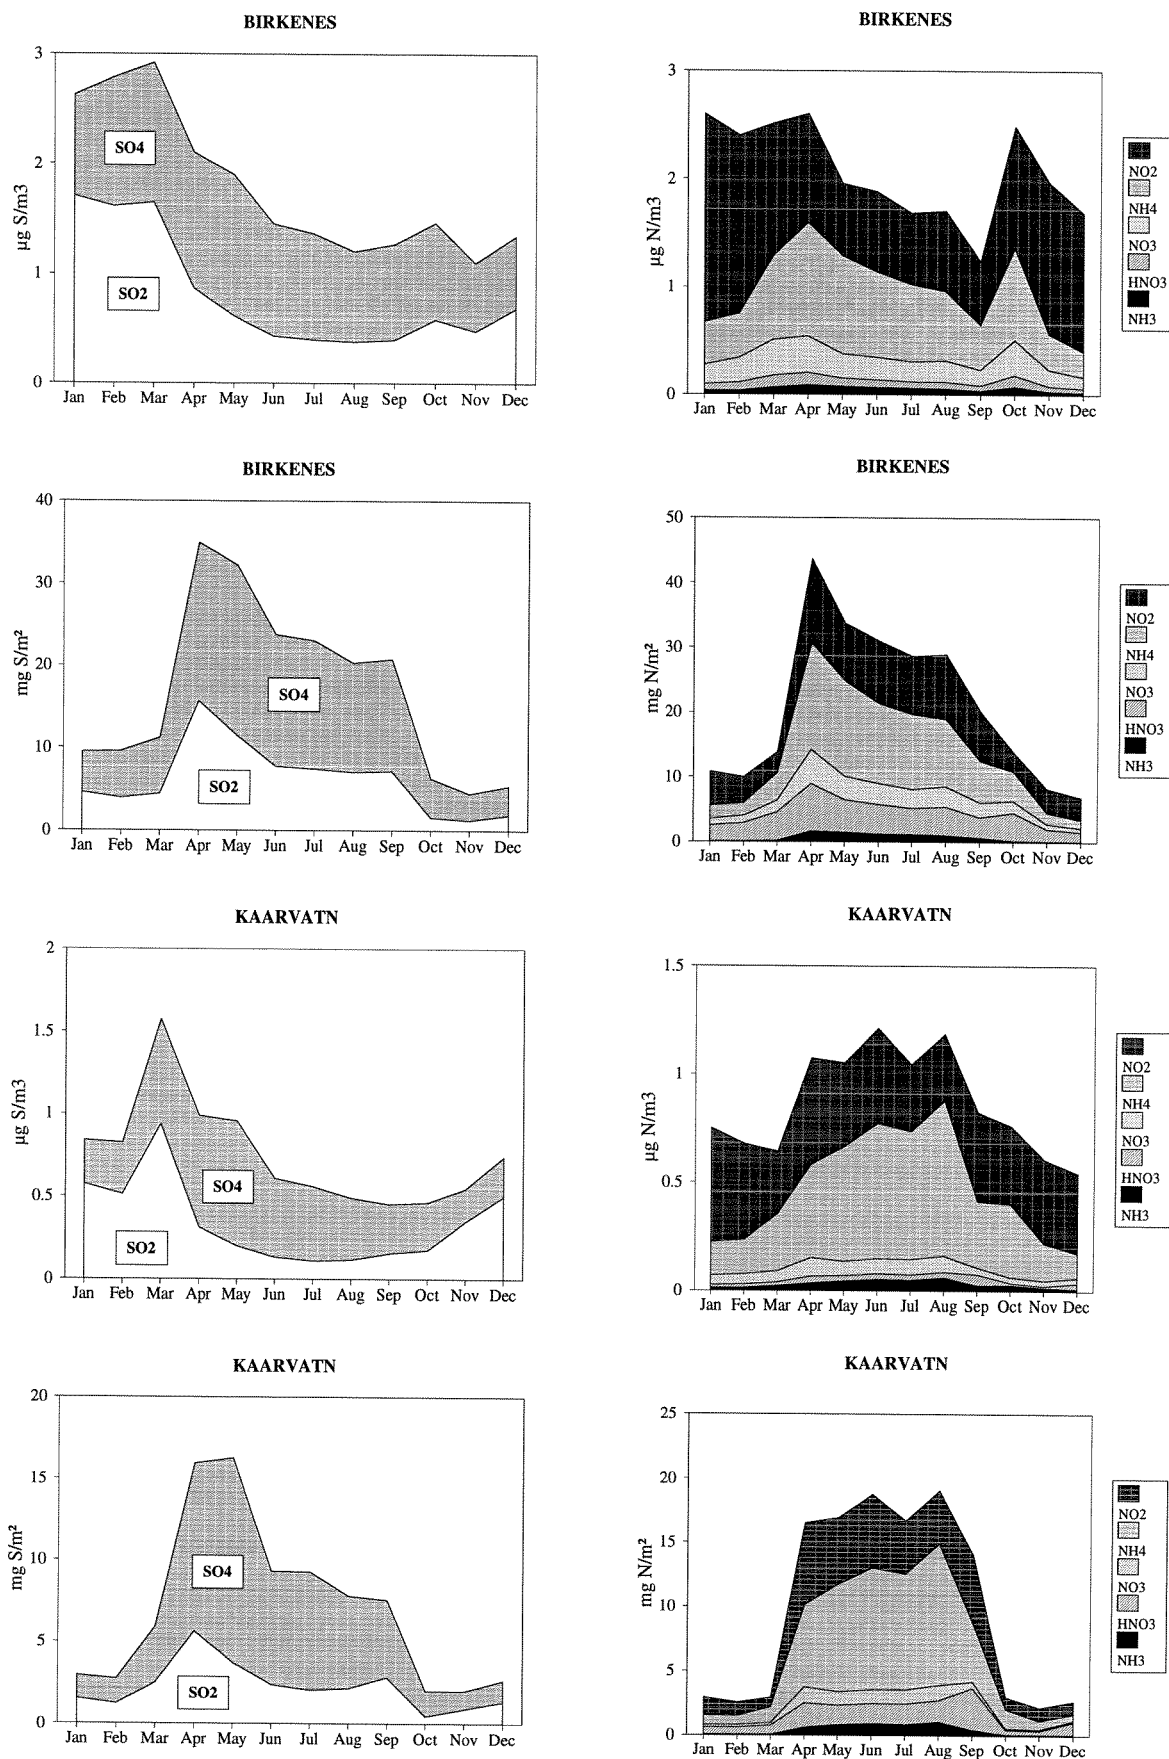 BIRKENES
3
2
1
0
µg S/m3
SO4
SO2
Jan Feb Mar Apr May Jun Jul Aug Sep Oct Nov Dec
BIRKENES
3
2
1
0
µg N/m3
Jan Feb Mar Apr May Jun Jul Aug Sep Oct Nov Dec
NO2
NH4
NO3
HNO3
NH3
BIRKENES
40
30
20
10
0
mg S/m²
SO4
SO2
Jan Feb Mar Apr May Jun Jul Aug Sep Oct Nov Dec
BIRKENES
50
40
30
20
10
0
mg N/m²
Jan Feb Mar Apr May Jun Jul Aug Sep Oct Nov Dec
NO2
NH4
NO3
HNO3
NH3
KAARVATN
2
1.5
1
0.5
0
µg S/m3
SO4
SO2
Jan Feb Mar Apr May Jun Jul Aug Sep Oct Nov Dec
KAARVATN
1.5
1
0.5
0
µg N/m3
Jan Feb Mar Apr May Jun Jul Aug Sep Oct Nov Dec
NO2
NH4
NO3
HNO3
NH3
KAARVATN
20
15
10
5
0
mg S/m²
SO4
SO2
Jan Feb Mar Apr May Jun Jul Aug Sep Oct Nov Dec
KAARVATN
25
20
15
10
5
0
mg N/m²
Jan Feb Mar Apr May Jun Jul Aug Sep Oct Nov Dec
NO2
NH4
NO3
HNO3
NH3